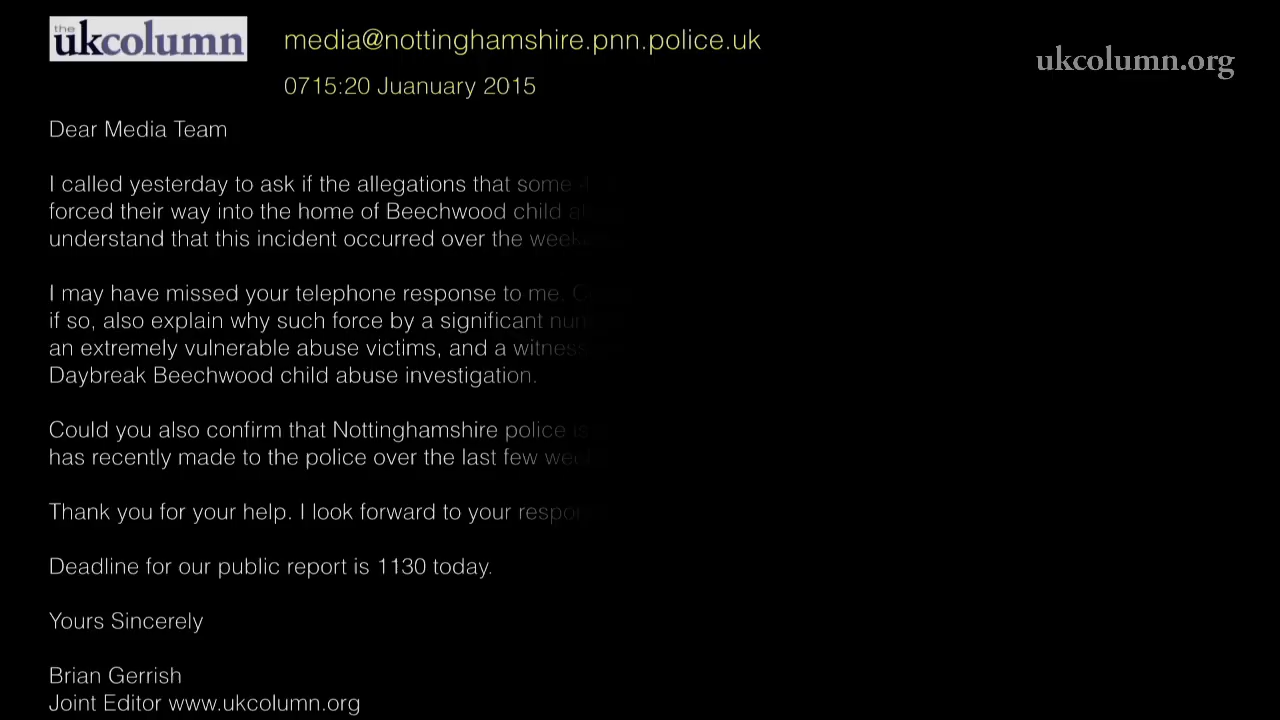 the
ukcolumn
media@nottinghamshire.pnn.police.uk
ukcolumn.org
0715:20 Juanuary 2015
Dear Media Team
I called yesterday to ask if the allegations that some
forced their way into the home of Beechwood child
understand that this incident occurred over the
I may have missed your telephone response to me.
if so, also explain why such force by a significant
an extremely vulnerable abuse victims, and a witness
Daybreak Beechwood child abuse investigation.
Could you also confirm that Nottinghamshire police is
has recently made to the police over the last few
Thank you for your help. I look forward to your
Deadline for our public report is 1130 today.
Yours Sincerely
Brian Gerrish
Joint Editor www.ukcolumn.org